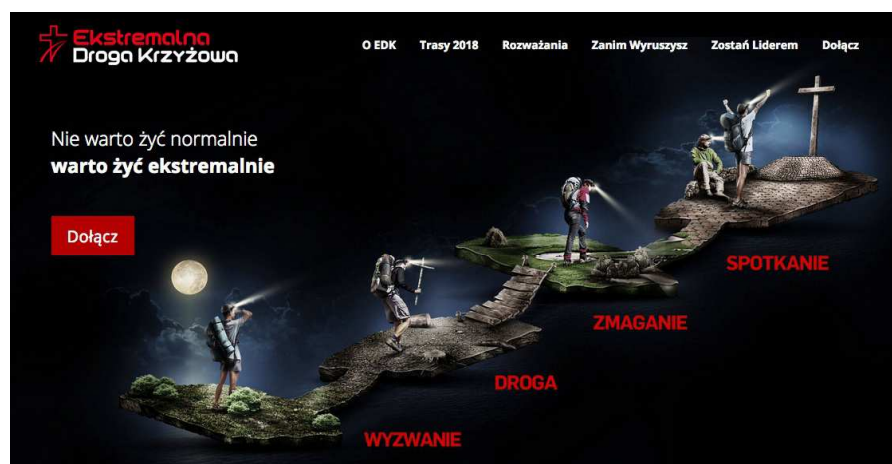 Ekstremalna
Droga Krzyżowa
O EDK Trasy 2018 Rozważania Zanim Wyruszysz Zostań Liderem Dołącz
Nie warto żyć normalnie
warto żyć ekstremalnie
Dołącz
SPOTKANIE
ZMAGANIE
DROGA
WYZWANIE